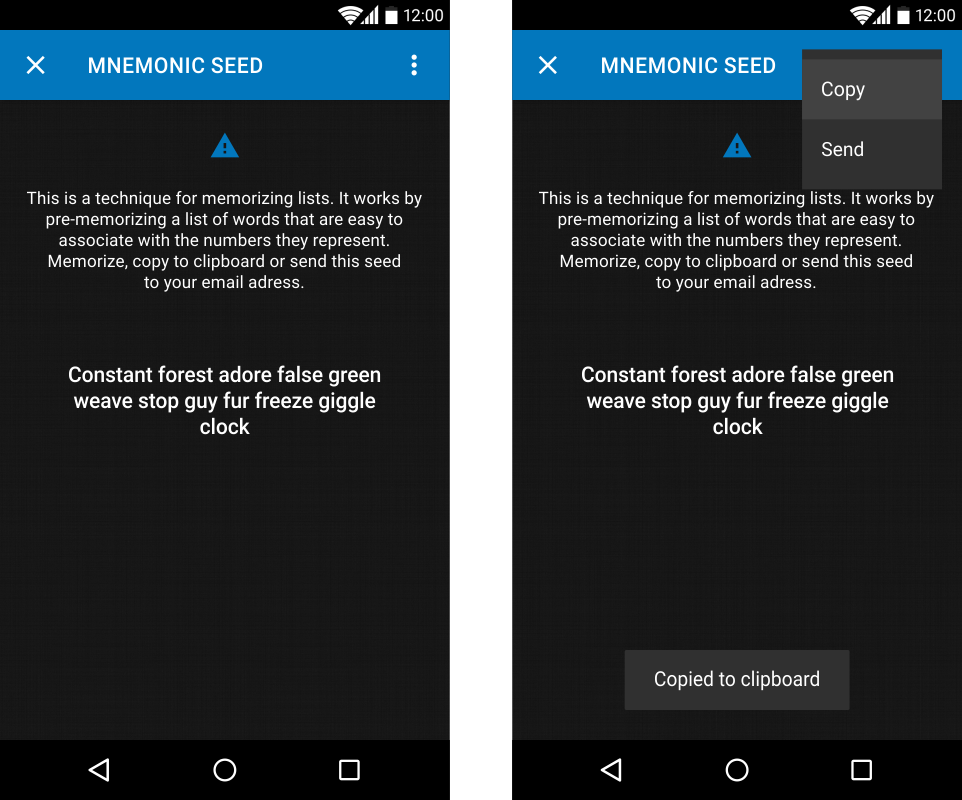 12:00
MNEMONIC SEED
This is a technique for memorizing lists. It works by
pre-memorizing a list of words that are easy to
associate with the numbers they represent.
Memorize, copy to clipboard or send this seed
to your email adress.
Constant forest adore false green
weave stop guy fur freeze giggle
clock
12:00
MNEMONIC SEED
Copy
Send
This is a technique for memorizing lists. It works by
pre-memorizing a list of words that are easy to
associate with the numbers they represent.
Memorize, copy to clipboard or send this seed
to your email adress.
Constant forest adore false green
weave stop guy fur freeze giggle
clock
Copied to clipboard